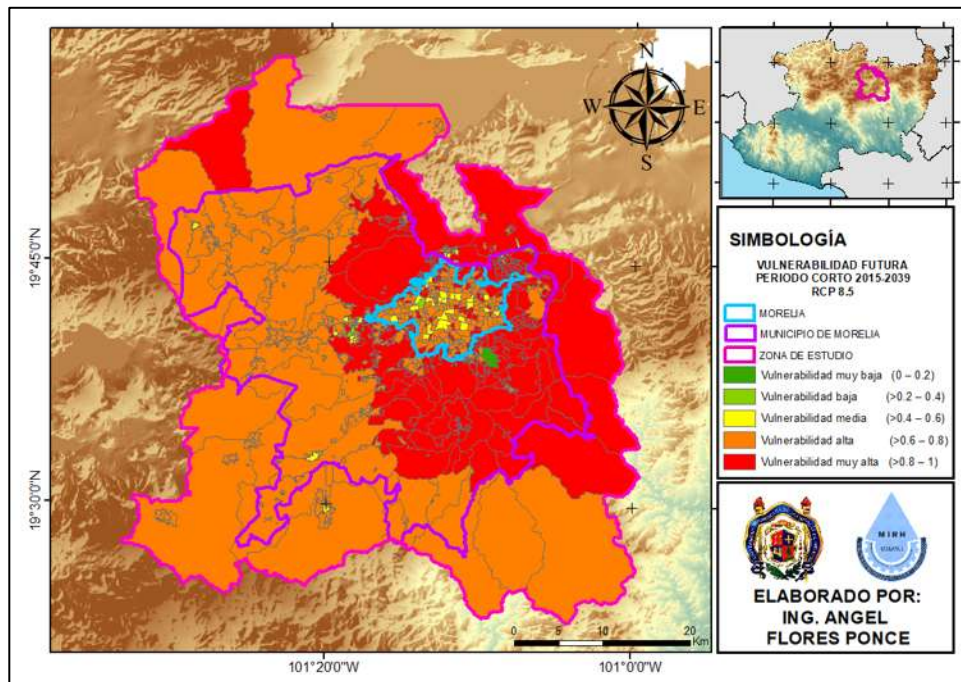 N
W
E
S
19°45'0"N
19°30'0"N
101°20'0"W
101°0'0"W
0 5 10 20
Km
SIMBOLOGÍA
VULNERABILIDAD FUTURA
PERIODO CORTO 2015-2039
RCP 8.5
MORELIA
MUNICIPIO DE MORELIA
ZONA DE ESTUDIO
Vulnerabilidad muy baja (0 – 0.2)
Vulnerabilidad baja (>0.2 – 0.4)
Vulnerabilidad media (>0.4 – 0.6)
Vulnerabilidad alta (>0.6 – 0.8)
Vulnerabilidad muy alta (>0.8 – 1)
MIRH
ELABORADO POR:
ING. ANGEL
FLORES PONCE